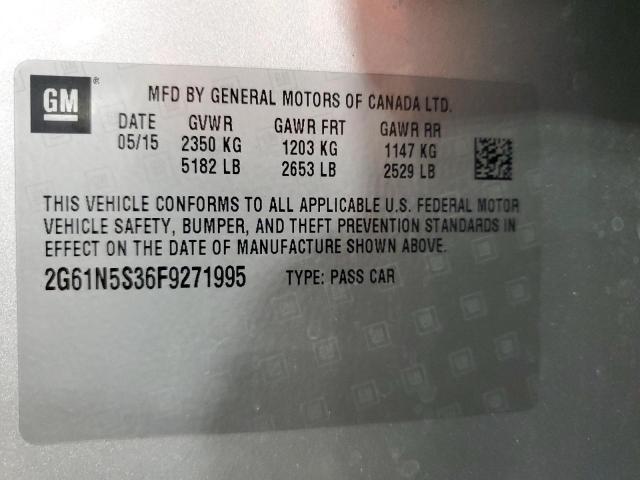 GM®
MFD BY GENERAL MOTORS OF CANADA LTD.
DATE GVWR GAWR FRT GAWR RR
05/15 2350 KG 1203 KG 1147 KG
5182 LB 2653 LB 2529 LB
THIS VEHICLE CONFORMS TO ALL APPLICABLE U.S. FEDERAL MOTOR
VEHICLE SAFETY, BUMPER, AND THEFT PREVENTION STANDARDS IN
EFFECT ON THE DATE OF MANUFACTURE SHOWN ABOVE.
2G61N5S36F9271995 TYPE: PASS CAR